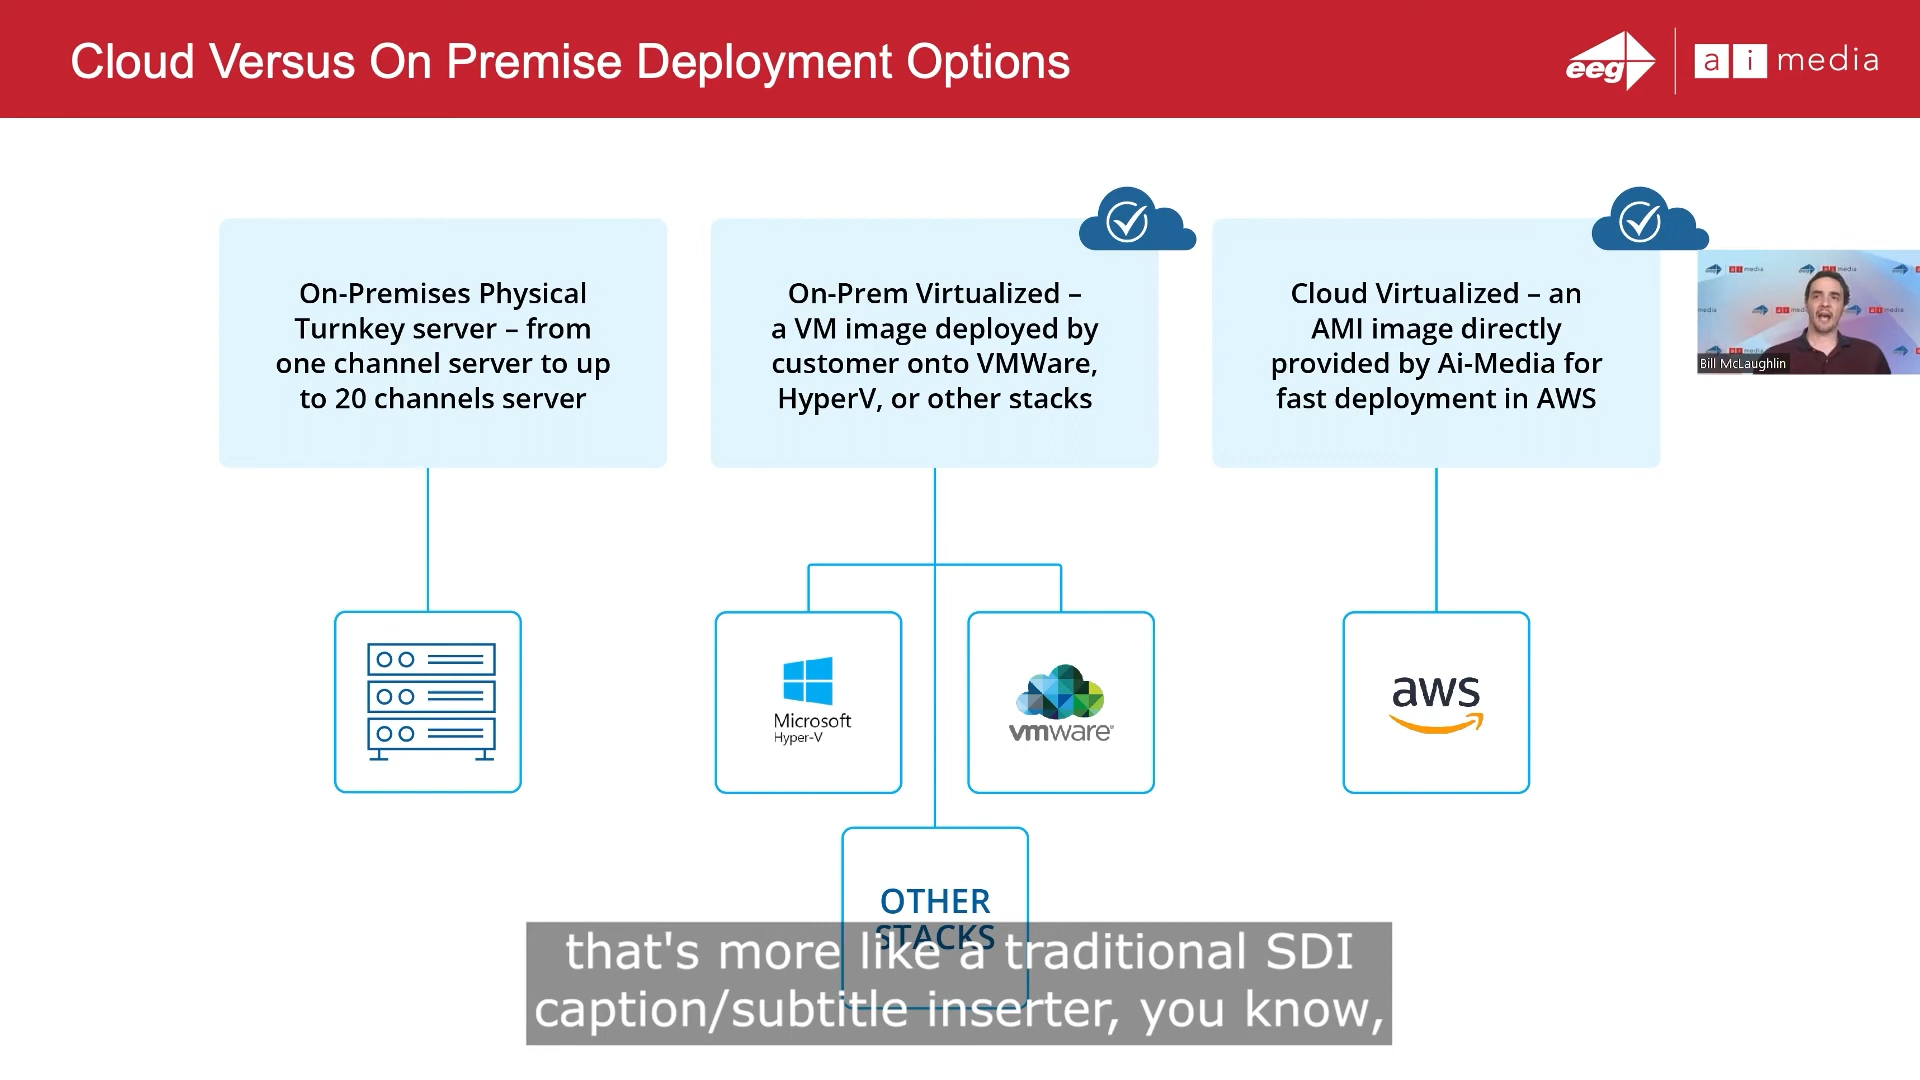 Cloud Versus On Premise Deployment Options
eeg
ai media
On-Premises Physical
Turnkey server – from
one channel server to up
to 20 channels server
On-Prem Virtualized –
a VM image deployed by
customer onto VMWare,
HyperV, or other stacks
Cloud Virtualized – an
AMI image directly
provided by Ai-Media for
fast deployment in AWS
Bill McLaughlin
Microsoft
Hyper-V
vmware
aws
OTHER
STACKS
that's more like a traditional SDI
caption/subtitle inserter, you know,